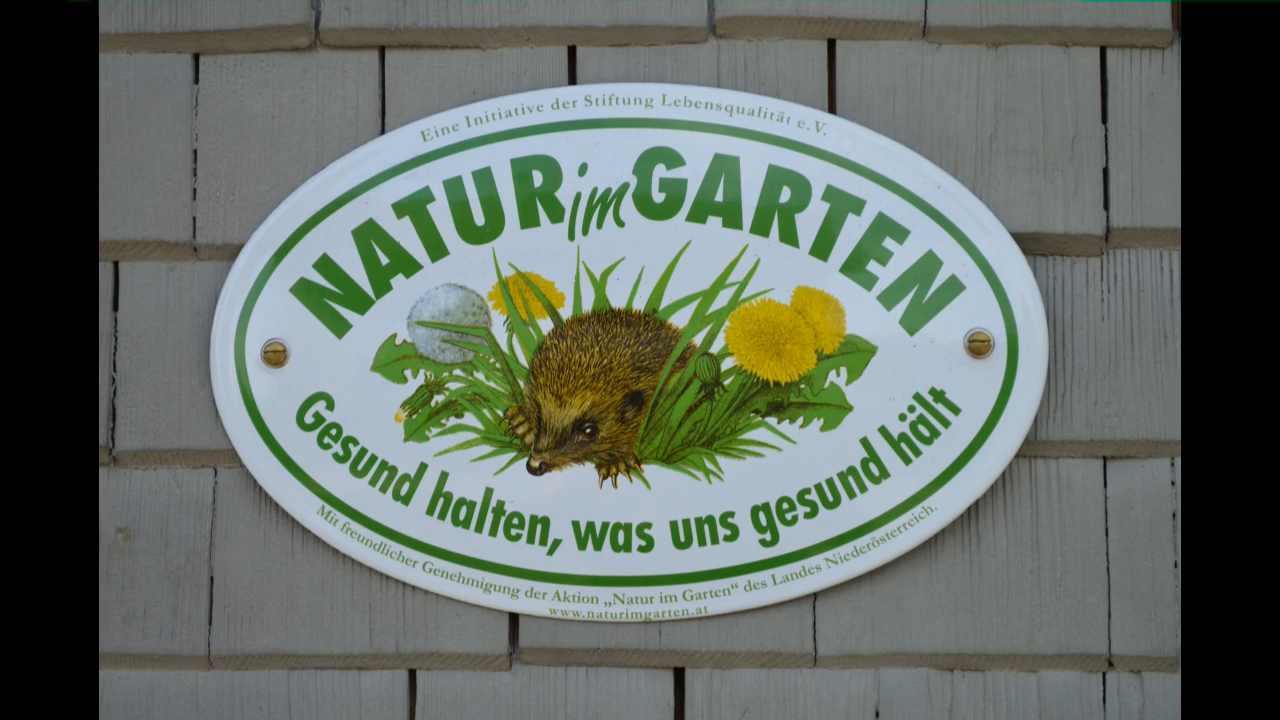 Eine Initiative der Stiftung Lebensqualität e.V.
NATUR im GARTEN
Gesund halten, was uns gesund hält
Mit freundlicher Genehmigung der Aktion „Natur im Garten“ des Landes Niederösterreich.
www.naturimgarten.at